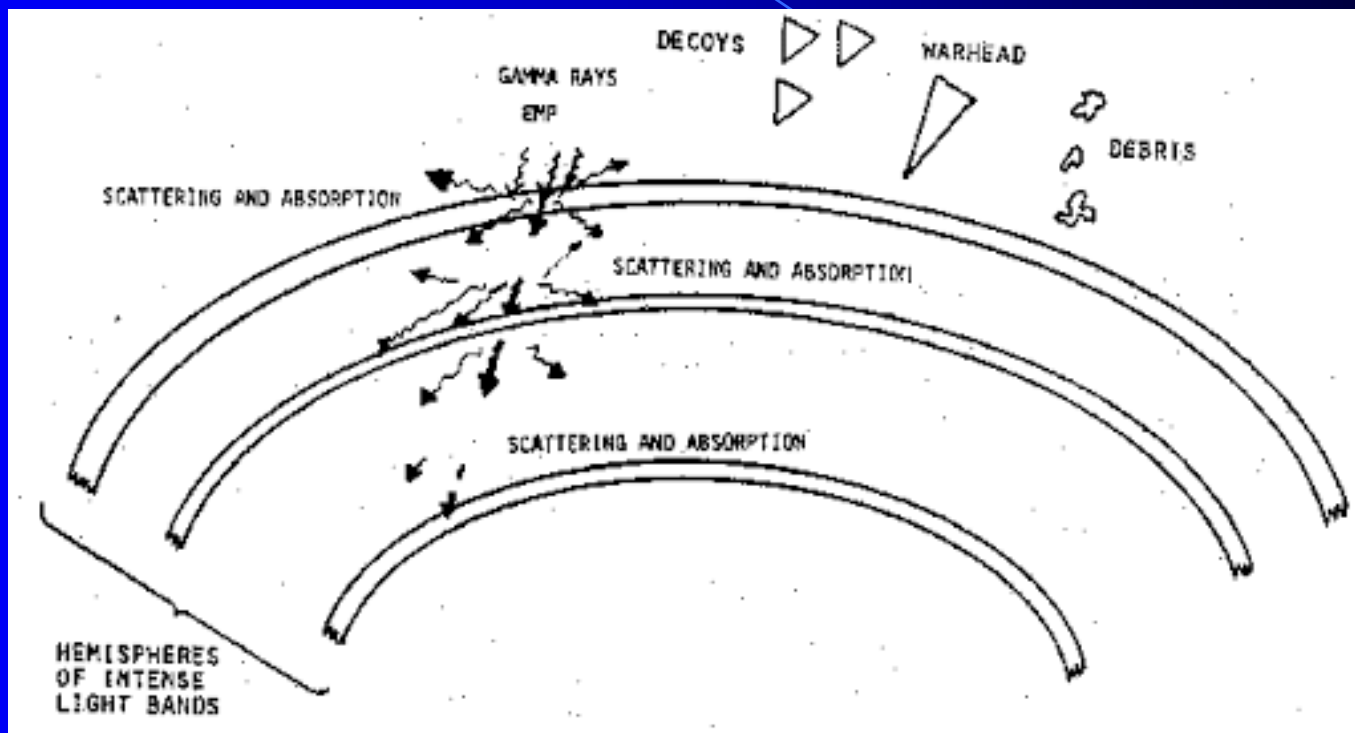 DECOYS
WARHEAD
GAMMA RAYS
EMP
DEBRIS
SCATTERING AND ABSORPTION
SCATTERING AND ABSORPTION
SCATTERING AND ABSORPTION
HEMISPHERES
OF INTENSE
LIGHT BANDS